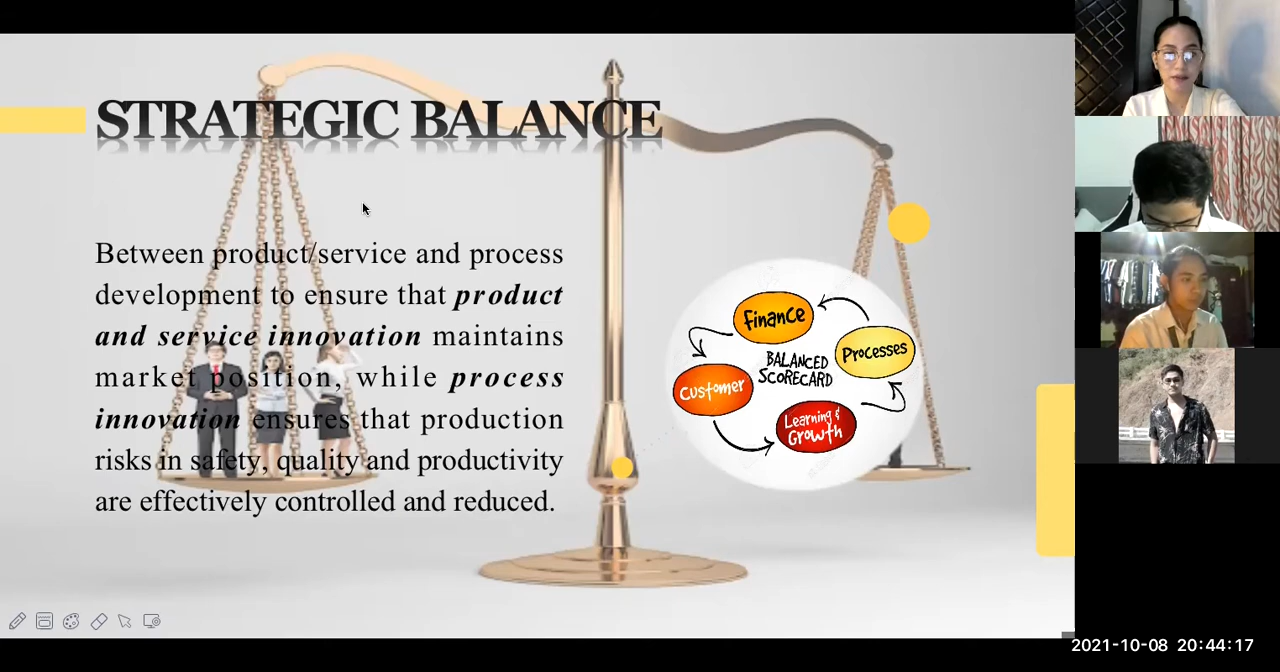 STRATEGIC BALANCE
Between product/service and process
development to ensure that product
and service innovation maintains
market position, while process
innovation ensures that production
risks in safety, quality and productivity
are effectively controlled and reduced.
Finance
Processes
BALANCED
SCORECARD
Customer
Learning &
Growth
2021-10-08 20:44:17